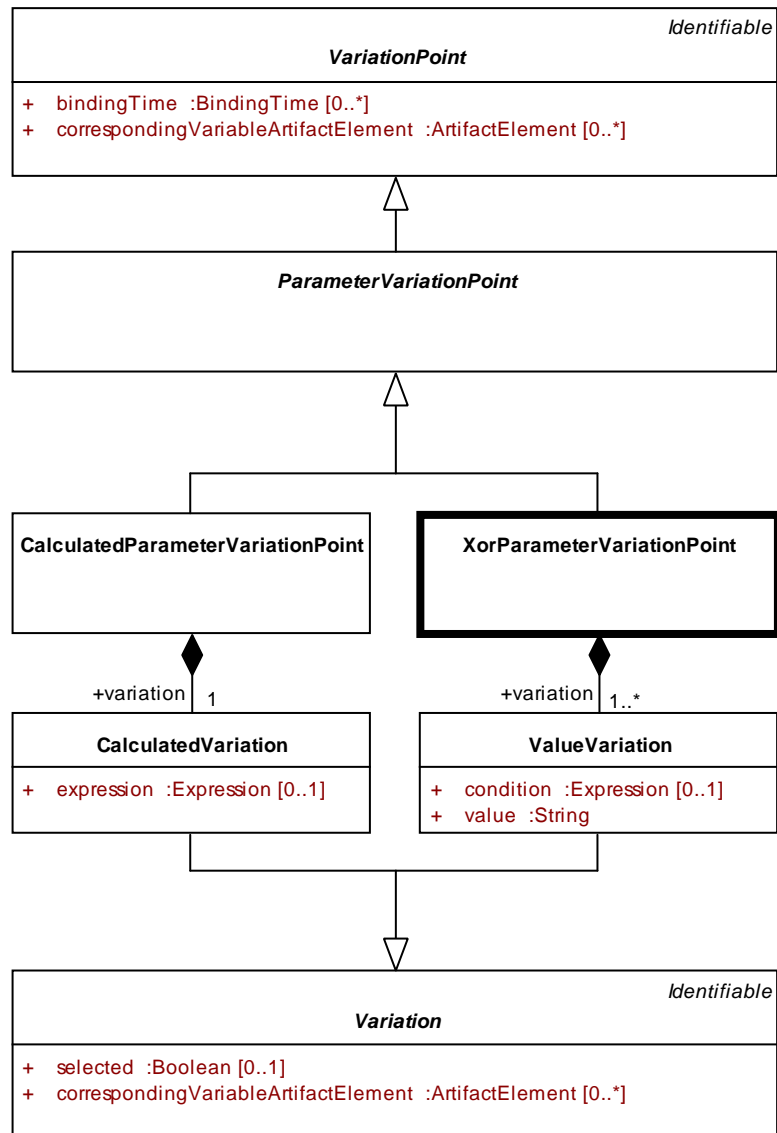 Identifiable
VariationPoint
+ bindingTime :BindingTime [0..*]
+ correspondingVariableArtifactElement :ArtifactElement [0..*]
ParameterVariationPoint
CalculatedParameterVariationPoint
XorParameterVariationPoint
+variation 1
+variation 1..*
CalculatedVariation
+ expression :Expression [0..1]
ValueVariation
+ condition :Expression [0..1]
+ value :String
Identifiable
Variation
+ selected :Boolean [0..1]
+ correspondingVariableArtifactElement :ArtifactElement [0..*]